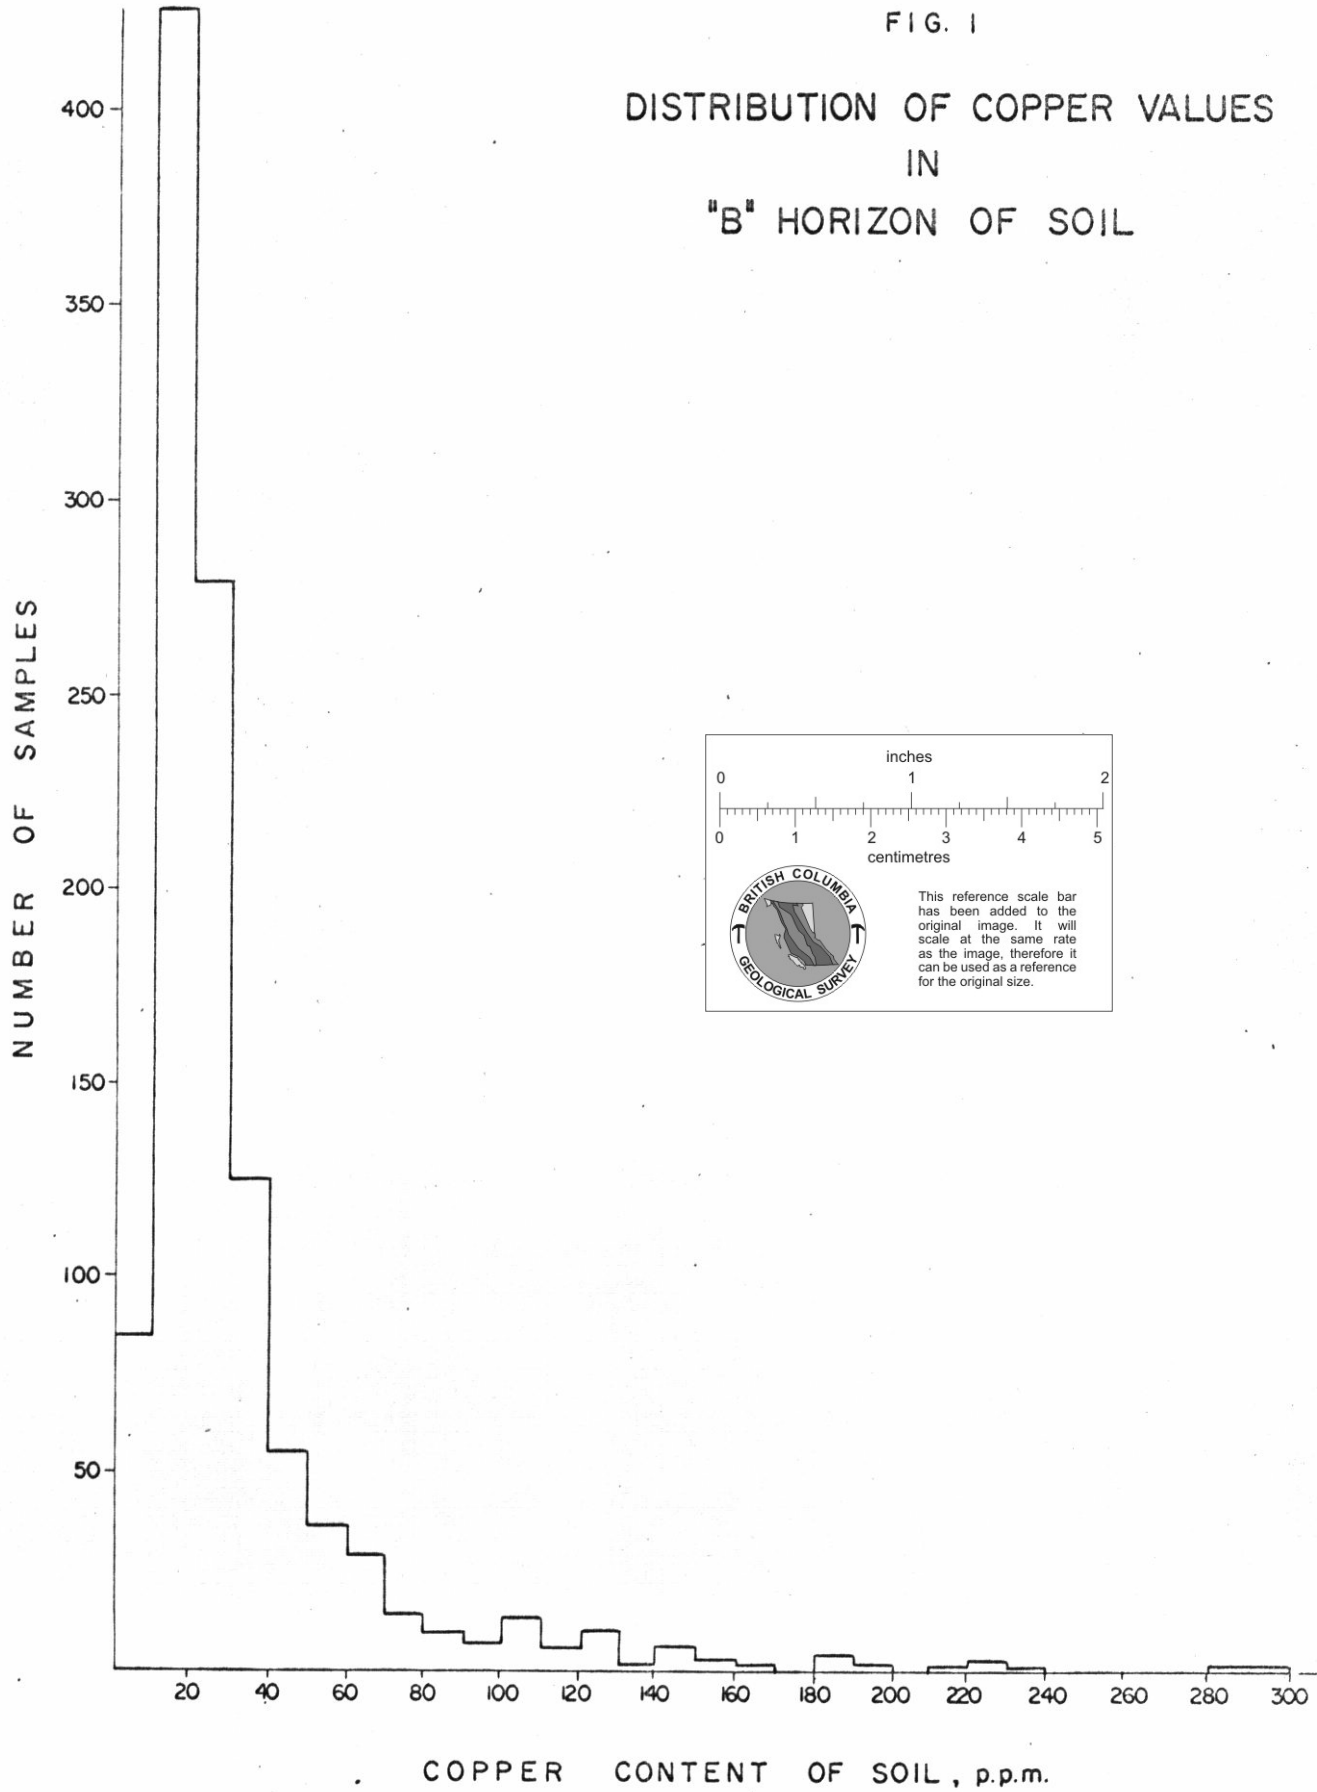 FIG. 1
DISTRIBUTION OF COPPER VALUES
IN
"B" HORIZON OF SOIL
400
350
300
250
200
150
100
50
NUMBER OF SAMPLES
inches
0 1 2
0 1 2 3 4 5
centimetres
BRITISH COLUMBIA
GEOLOGICAL SURVEY
This reference scale bar
has been added to the
original image. It will
scale at the same rate
as the image, therefore it
can be used as a reference
for the original size.
20 40 60 80 100 120 140 160 180 200 220 240 260 280 300
COPPER CONTENT OF SOIL, p.p.m.